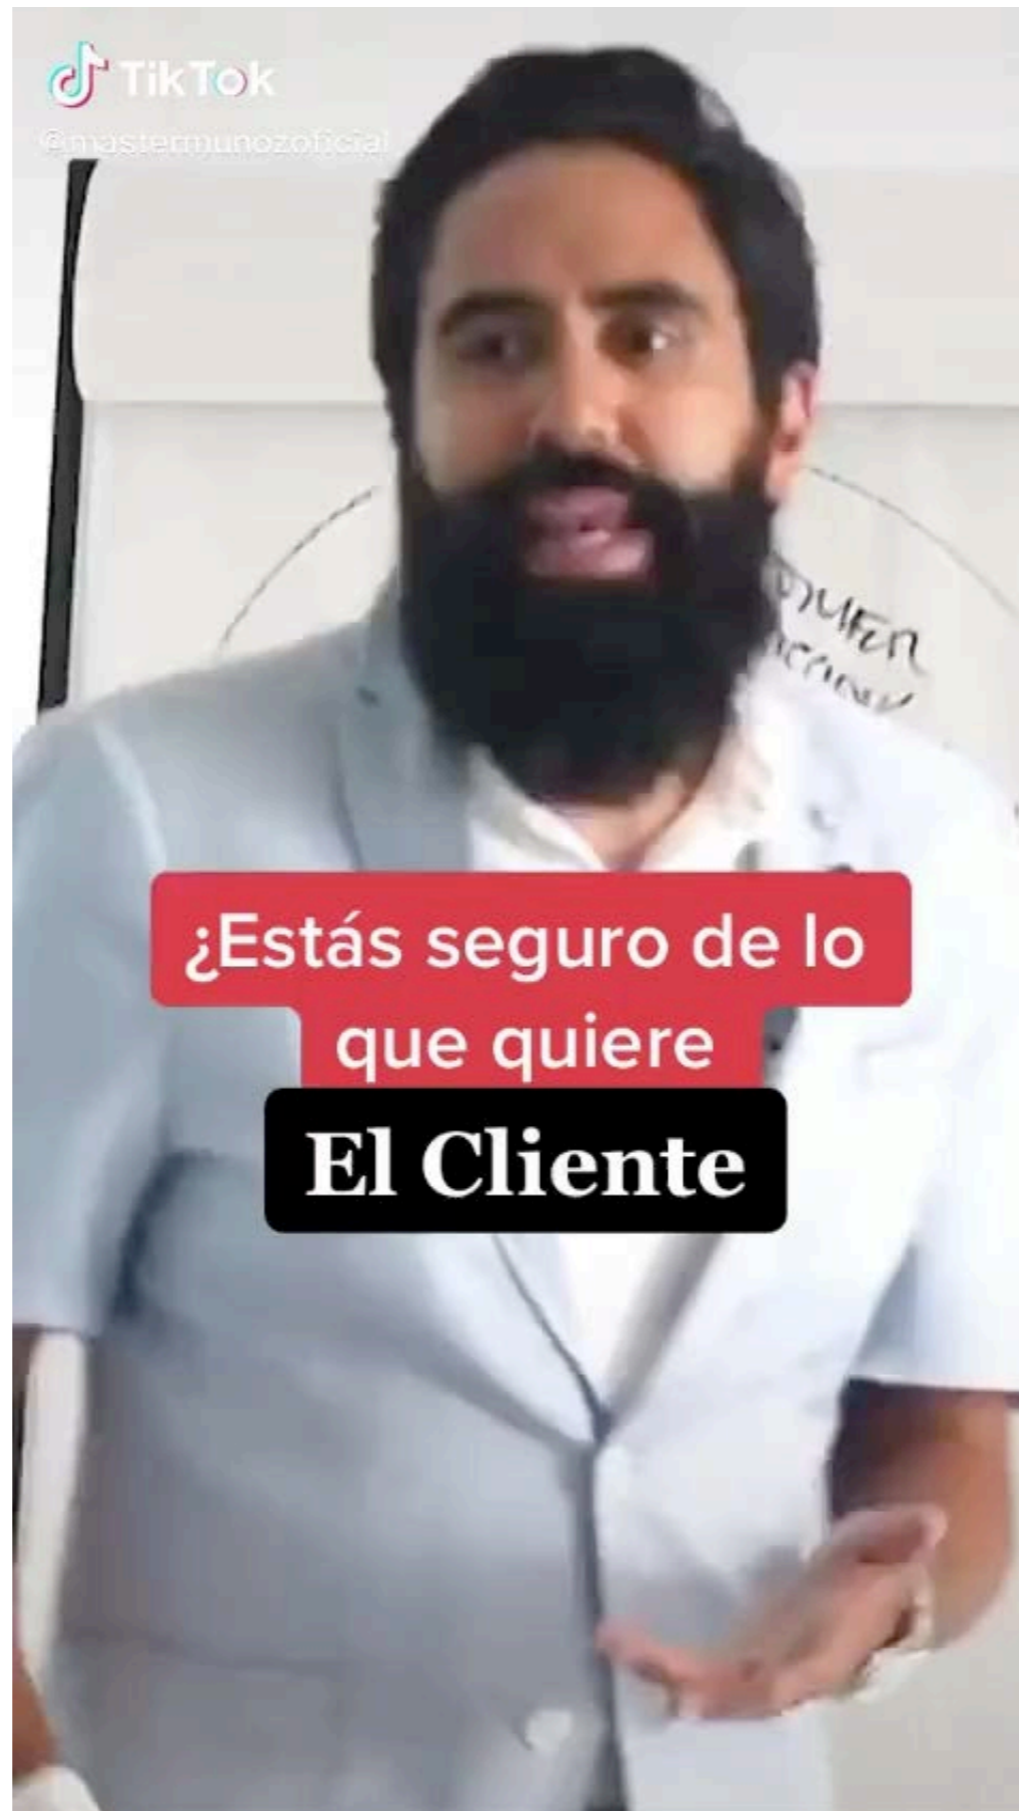 TikTok
@mastermunozoficial
¿Estás seguro de lo
que quiere
El Cliente